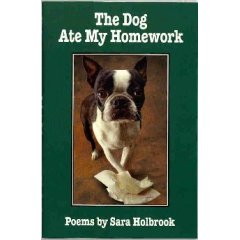 The Dog
Ate My Homework
Poems by Sara Holbrook